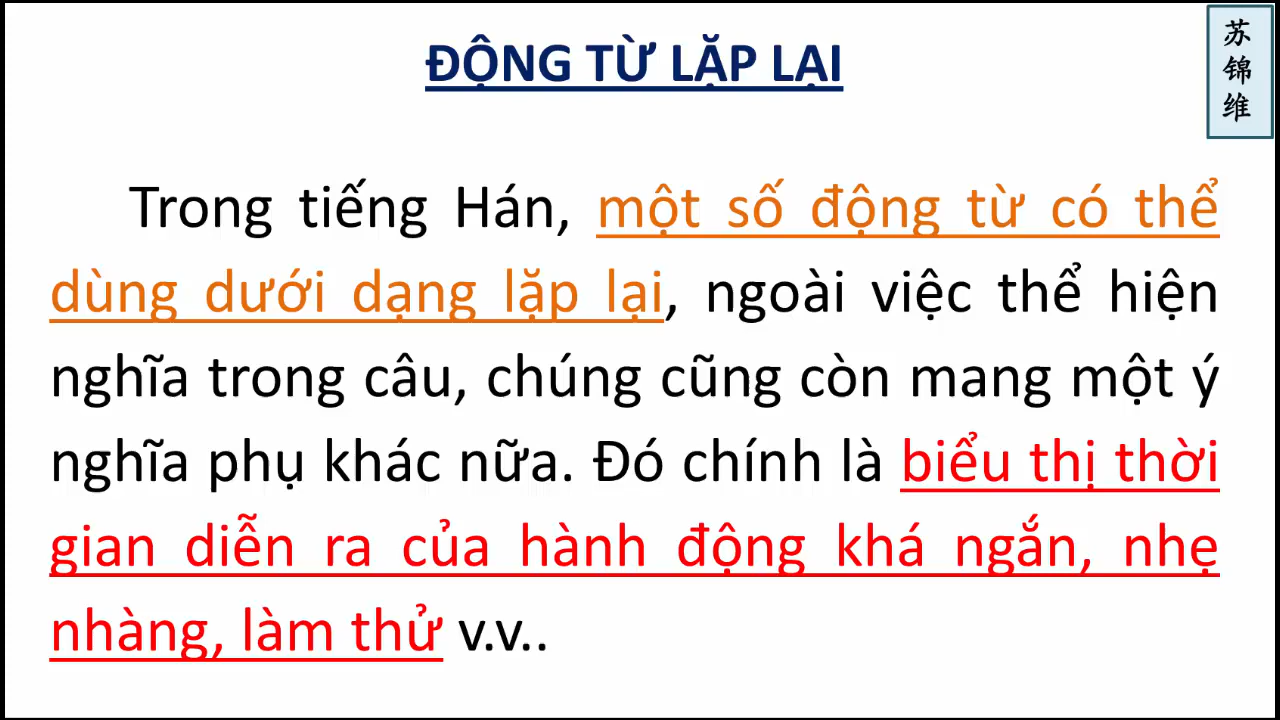 ĐỘNG TỪ LẶP LẠI
苏锦维
Trong tiếng Hán, một số động từ có thể
dùng dưới dạng lặp lại, ngoài việc thể hiện
nghĩa trong câu, chúng cũng còn mang một ý
nghĩa phụ khác nữa. Đó chính là biểu thị thời
gian diễn ra của hành động khá ngắn, nhẹ
nhàng, làm thử v.v..